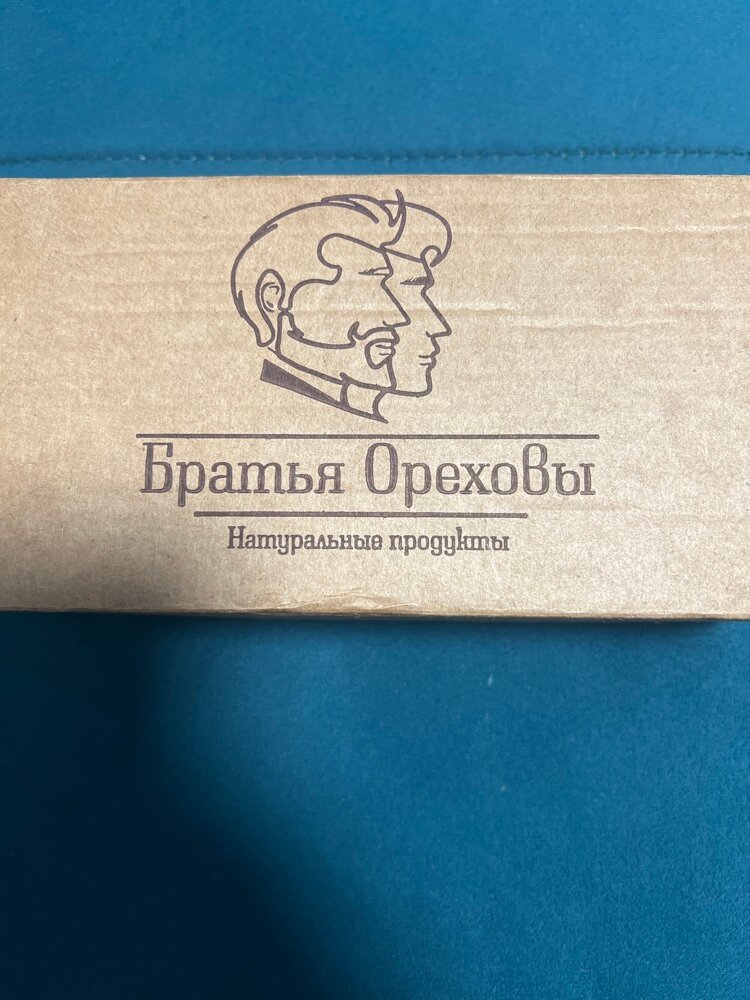 Братья Ореховы
Натуральные продукты